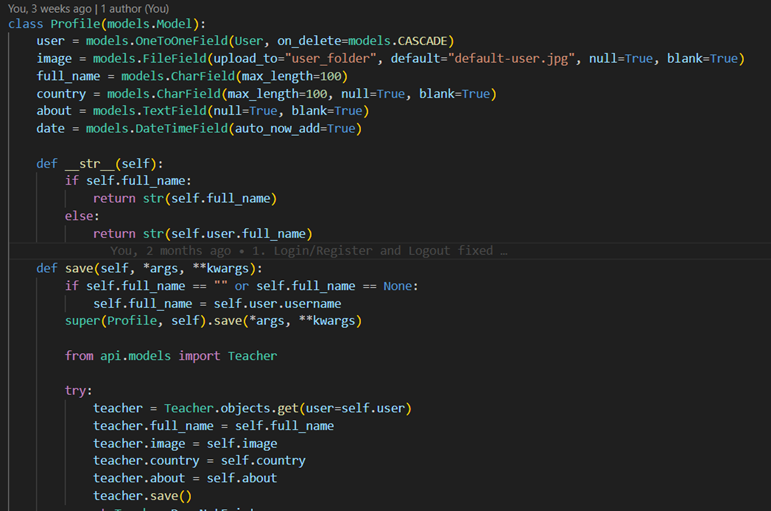 You, 3 weeks ago | 1 author (You)
class Profile(models.Model):
    user = models.OneToOneField(User, on_delete=models.CASCADE)
    image = models.FileField(upload_to="user_folder", default="default-user.jpg", null=True, blank=True)
    full_name = models.CharField(max_length=100)
    country = models.CharField(max_length=100, null=True, blank=True)
    about = models.TextField(null=True, blank=True)
    date = models.DateTimeField(auto_now_add=True)
    def __str__(self):
        if self.full_name:
            return str(self.full_name)
        else:
            return str(self.user.full_name)
You, 2 months ago • 1. Login/Register and Logout fixed …
    def save(self, *args, **kwargs):
        if self.full_name == "" or self.full_name == None:
            self.full_name = self.user.username
        super(Profile, self).save(*args, **kwargs)
        from api.models import Teacher
        try:
            teacher = Teacher.objects.get(user=self.user)
            teacher.full_name = self.full_name
            teacher.image = self.image
            teacher.country = self.country
            teacher.about = self.about
            teacher.save()